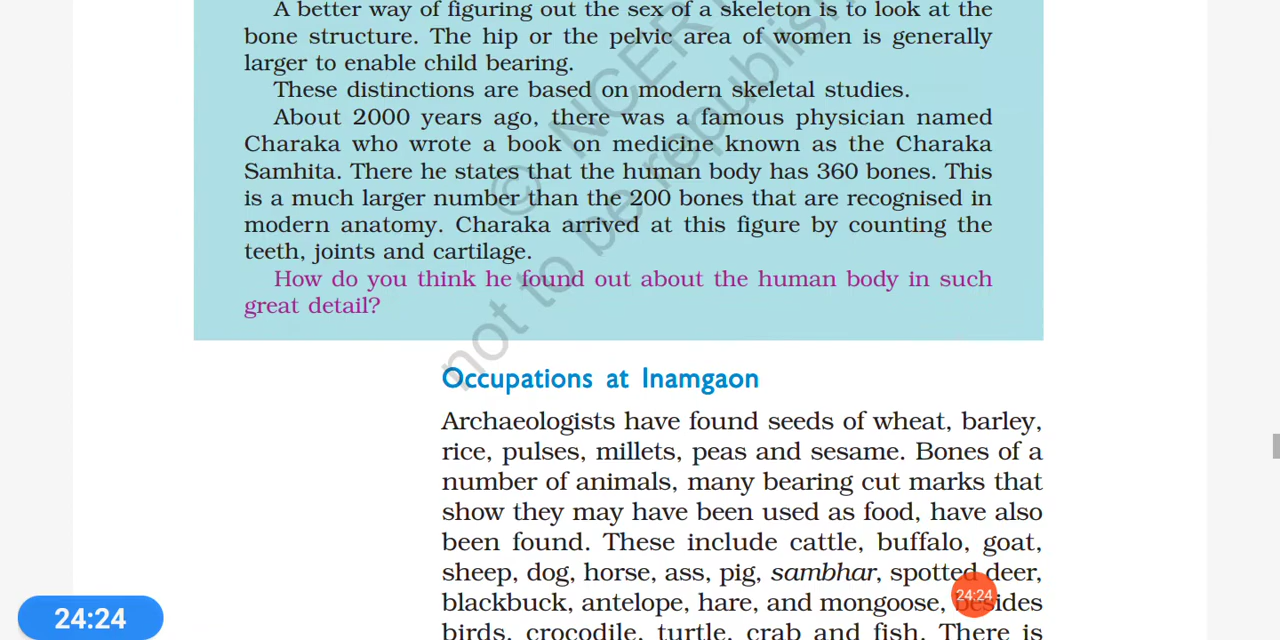 A better way of figuring out the sex of a skeleton is to look at the
bone structure. The hip or the pelvic area of women is generally
larger to enable child bearing.
These distinctions are based on modern skeletal studies.
About 2000 years ago, there was a famous physician named
Charaka who wrote a book on medicine known as the Charaka
Samhita. There he states that the human body has 360 bones. This
is a much larger number than the 200 bones that are recognised in
modern anatomy. Charaka arrived at this figure by counting the
teeth, joints and cartilage.
How do you think he found out about the human body in such
great detail?
© NCER
not to be republish
Occupations at Inamgaon
Archaeologists have found seeds of wheat, barley,
rice, pulses, millets, peas and sesame. Bones of a
number of animals, many bearing cut marks that
show they may have been used as food, have also
been found. These include cattle, buffalo, goat,
sheep, dog, horse, ass, pig, sambhar, spotted deer,
blackbuck, antelope, hare, and mongoose, besides
birds, crocodile, turtle, crab and fish. There is
24:24
24:24